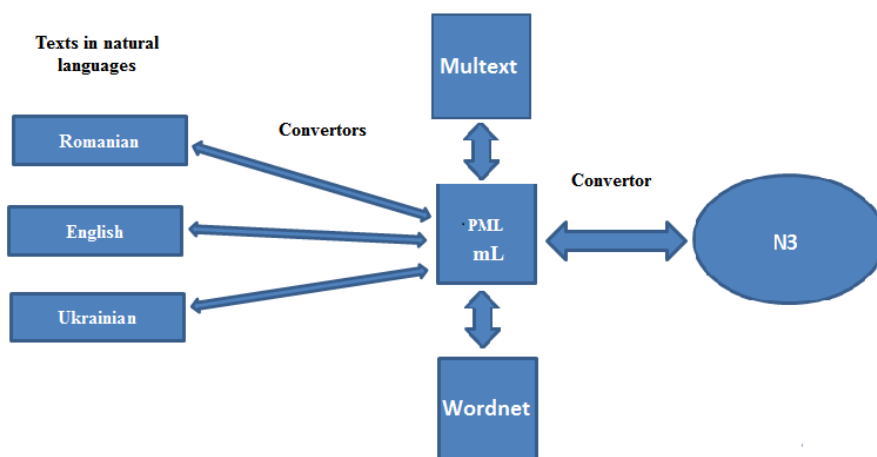 Texts in natural
languages
Multext
Romanian
Convertors
Convertor
English
PML
mL
N3
Ukrainian
Wordnet